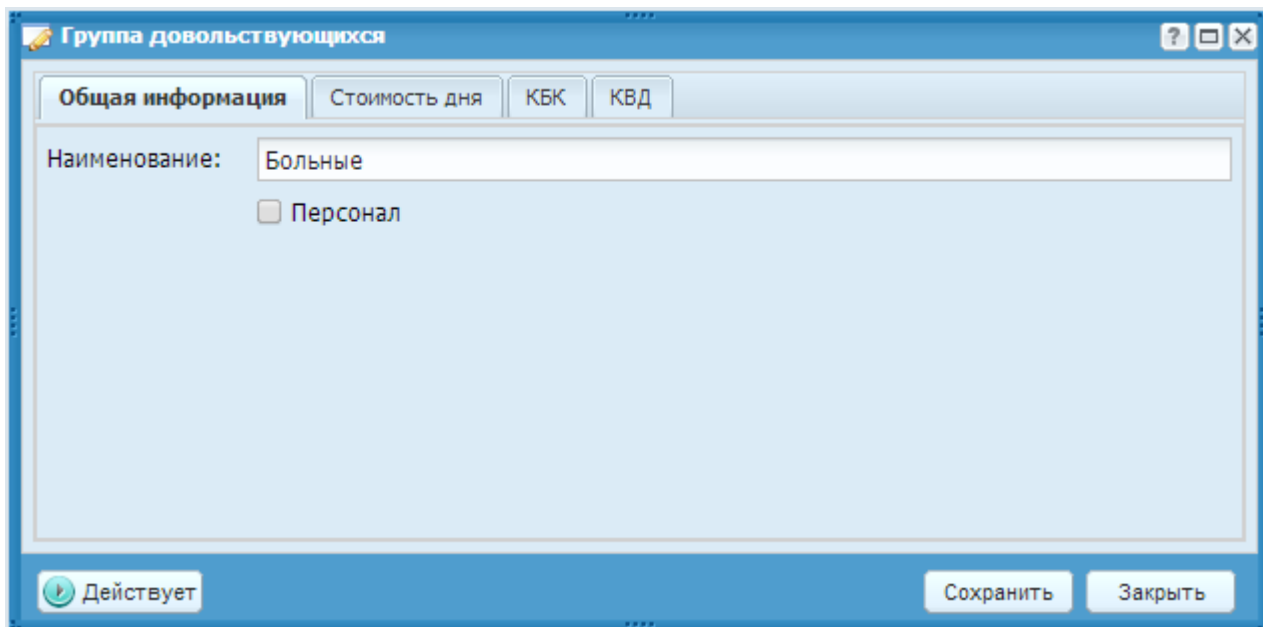 Группа довольствующихся
Общая информация Стоимость дня КБК КВД
Наименование: Больные
Персонал
Действует Сохранить Закрыть